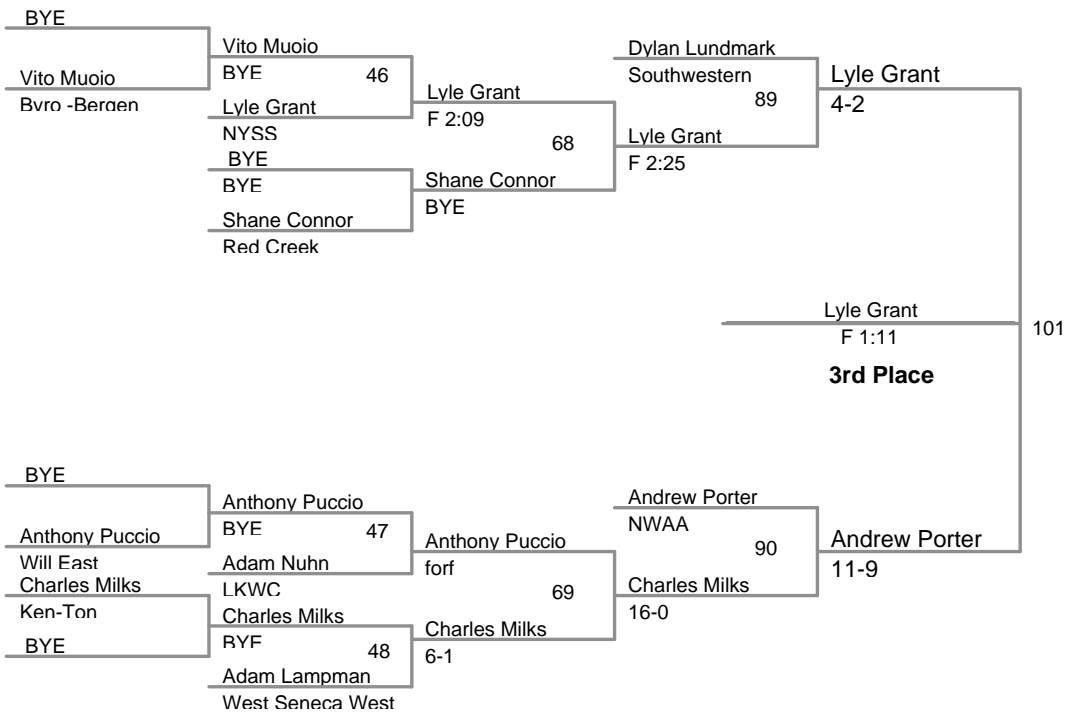 BYE
Vito Muoio
Byro -Bergen
Vito Muoio
BYE
46
Lyle Grant
NYSS
BYE
BYE
Shane Connor
Red Creek
Lyle Grant
F 2:09
68
Shane Connor
BYE
Dylan Lundmark
Southwestern
89
Lyle Grant
F 2:25
Lyle Grant
4-2
Lyle Grant
F 1:11
3rd Place
101
BYE
Anthony Puccio
Will East
Charles Milks
Ken-Ton
BYE
Anthony Puccio
BYE
47
Adam Nuhn
LKWC
Charles Milks
BYE
48
Adam Lampman
West Seneca West
Anthony Puccio
forf
69
Charles Milks
6-1
Andrew Porter
NWAA
90
Charles Milks
16-0
Andrew Porter
11-9